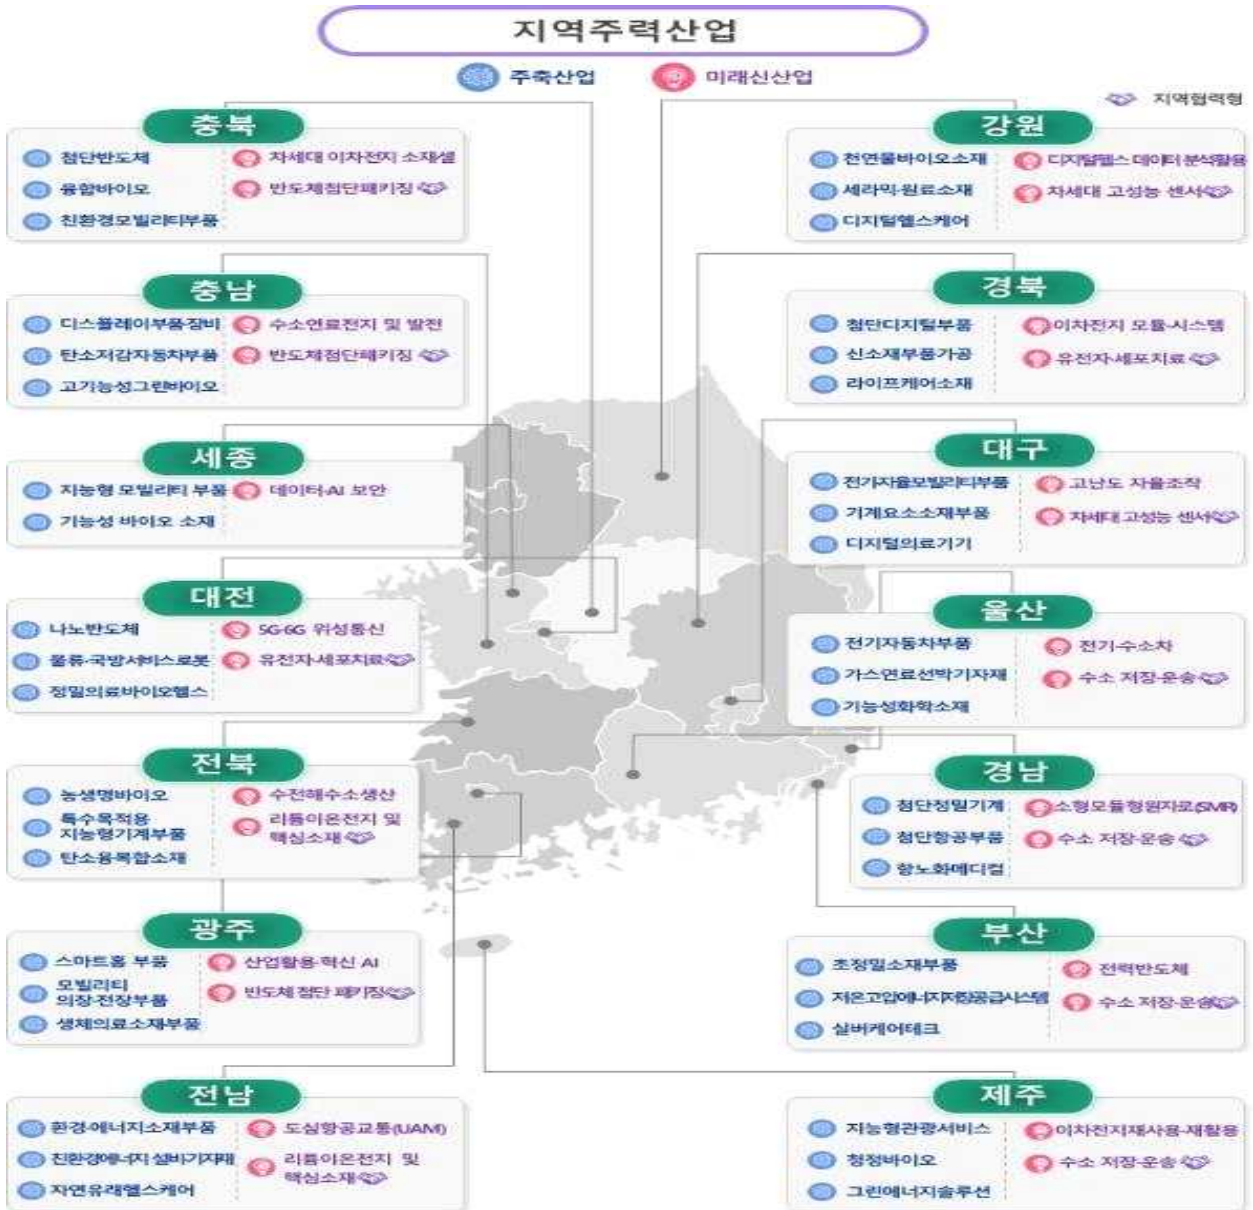 지역주력산업
주축산업
미래신산업
지역협력형
충북
첨단반도체
융합바이오
친환경모빌리티부품
차세대 이차전지 소재·셀
반도체첨단패키징
충남
디스플레이부품·장비
탄소저감자동차부품
고기능성그린바이오
수소연료전지 및 발전
반도체첨단패키징
세종
지능형 모빌리티 부품
기능성 바이오 소재
데이터·AI 보안
대전
나노반도체
물류·국방서비스로봇
정밀의료바이오헬스
5G·6G 위성통신
유전자·세포치료
전북
농생명바이오
특수목적용
지능형기계부품
탄소융복합소재
수전해수소생산
리튬이온전지 및
핵심소재
광주
스마트홈 부품
모빌리티
의장·전장부품
생체의료소재부품
산업활용·혁신 AI
반도체 첨단 패키징
전남
환경·에너지소재부품
친환경에너지 설비·기자재
자연유래헬스케어
도심항공교통(UAM)
리튬이온전지 및
핵심소재
강원
천연물바이오소재
세라믹·원료소재
디지털헬스케어
디지털헬스 데이터 분석활용
차세대 고성능 센서
경북
첨단디지털부품
신소재부품가공
라이프케어소재
이차전지 모듈·시스템
유전자·세포치료
대구
전기·자율모빌리티부품
기계요소소재부품
디지털의료기기
고난도 자율조작
차세대 고성능 센서
울산
전기자동차부품
가스연료선박기자재
기능성화학소재
전기·수소차
수소 저장·운송
경남
첨단정밀기계
첨단항공부품
항노화메디컬
소형모듈형원자로(SMR)
수소 저장·운송
부산
초정밀소재부품
저온고압에너지저장공급시스템
실버케어테크
전력반도체
수소 저장·운송
제주
지능형관광서비스
청정바이오
그린에너지솔루션
이차전지재사용·재활용
수소 저장·운송